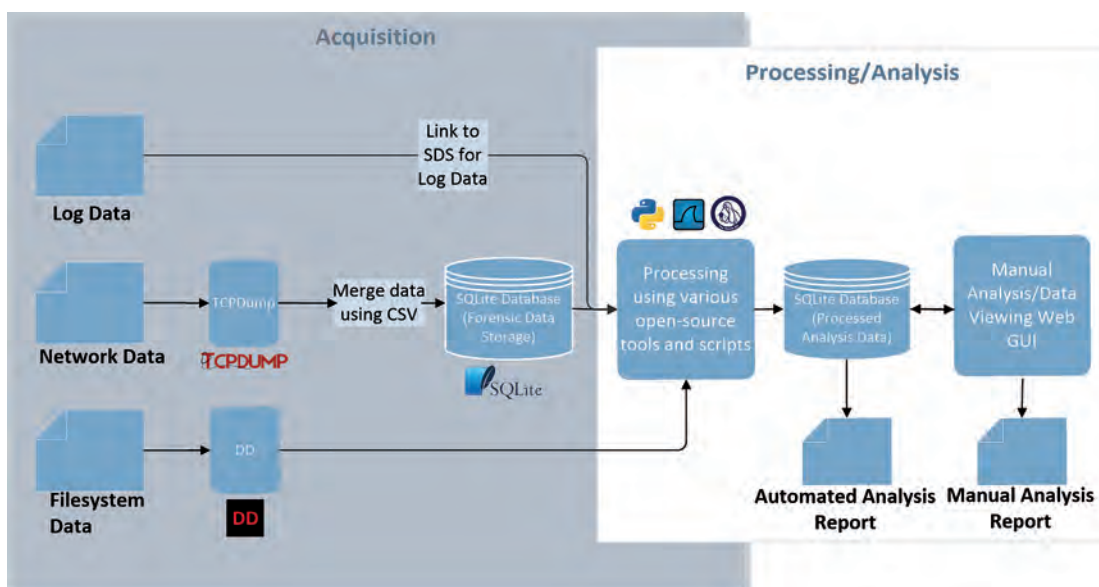 Acquisition
Processing/Analysis
Link to
SDS for
Log Data
Log Data
TCPDump
TCPDUMP
Merge data
using CSV
SQLite Database
(Forensic Data
Storage)
SQLite
Network Data
Processing
using various
open-source
tools and scripts
SQLite Database
(Processed
Analysis Data)
Manual
Analysis/Data
Viewing Web
GUI
DD
DD
Filesystem
Data
Automated Analysis
Report
Manual Analysis
Report